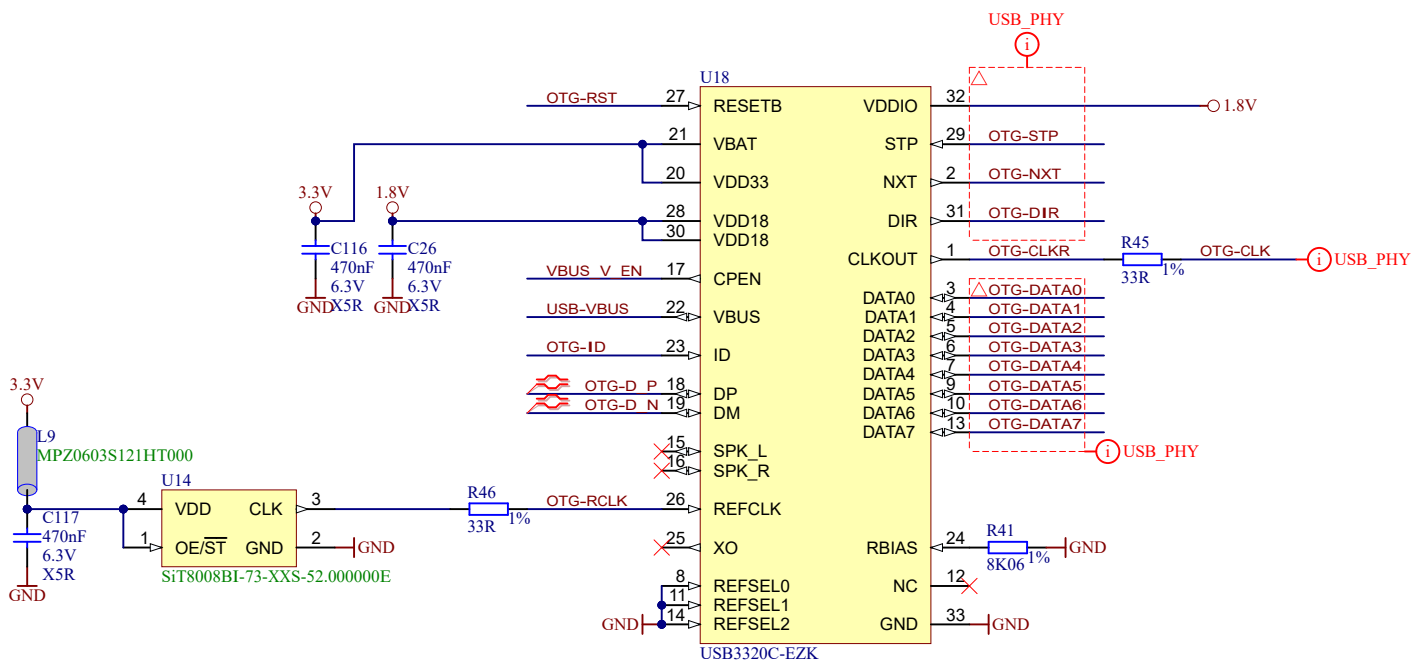 USB_PHY
i
U18
OTG-RST 27 RESETB VDDIO 32 1.8V
21 VBAT STP 29 OTG-STP
20 VDD33 NXT 2 OTG-NXT
3.3V 1.8V 28 VDD18 DIR 31 OTG-DIR
30 VDD18
C116 C26
470nF 470nF
6.3V 6.3V
X5R X5R
GND GND
CLKOUT 1 OTG-CLKR R45 33R 1% OTG-CLK i USB_PHY
VBUS_V_EN 17 CPEN
USB-VBUS 22 VBUS
OTG-ID 23 ID
OTG-D_P 18 DP
OTG-D_N 19 DM
15 SPK_L
16 SPK_R
DATA0 3 OTG-DATA0
DATA1 4 OTG-DATA1
DATA2 5 OTG-DATA2
DATA3 6 OTG-DATA3
DATA4 7 OTG-DATA4
DATA5 9 OTG-DATA5
DATA6 10 OTG-DATA6
DATA7 13 OTG-DATA7
i USB_PHY
3.3V
L9
MPZ0603S121HT000
U14
4 VDD CLK 3 R46 33R 1% OTG-RCLK 26 REFCLK
1 OE/ST GND 2 GND
SiT8008BI-73-XXS-52.000000E
C117
470nF
6.3V
X5R
GND
25 XO RBIAS 24 R41 8K06 1% GND
8 REFSEL0 NC 12
11 REFSEL1
GND 14 REFSEL2 GND 33 GND
USB3320C-EZK